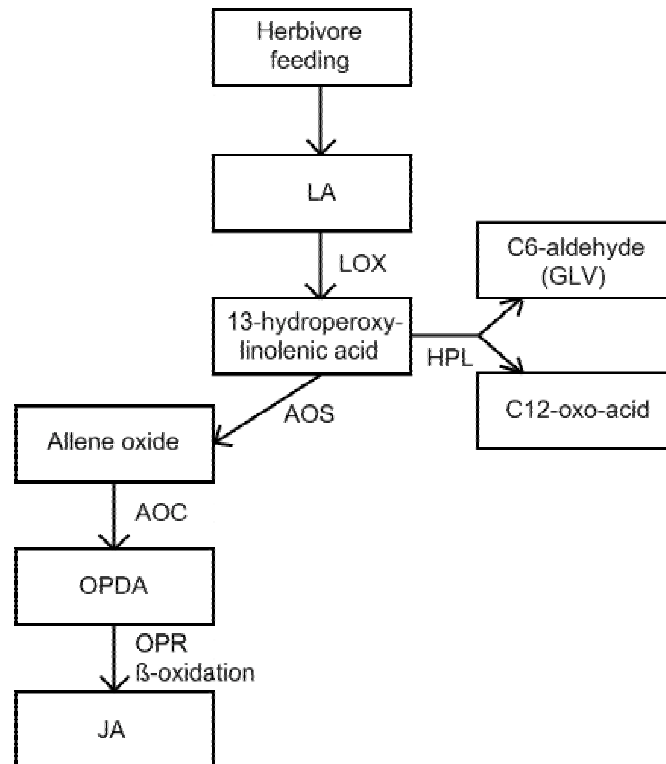 Herbivore
feeding
LA
LOX
C6-aldehyde
(GLV)
13-hydroperoxy-
linolenic acid
HPL
C12-oxo-acid
AOS
Allene oxide
AOC
OPDA
OPR
ß-oxidation
JA